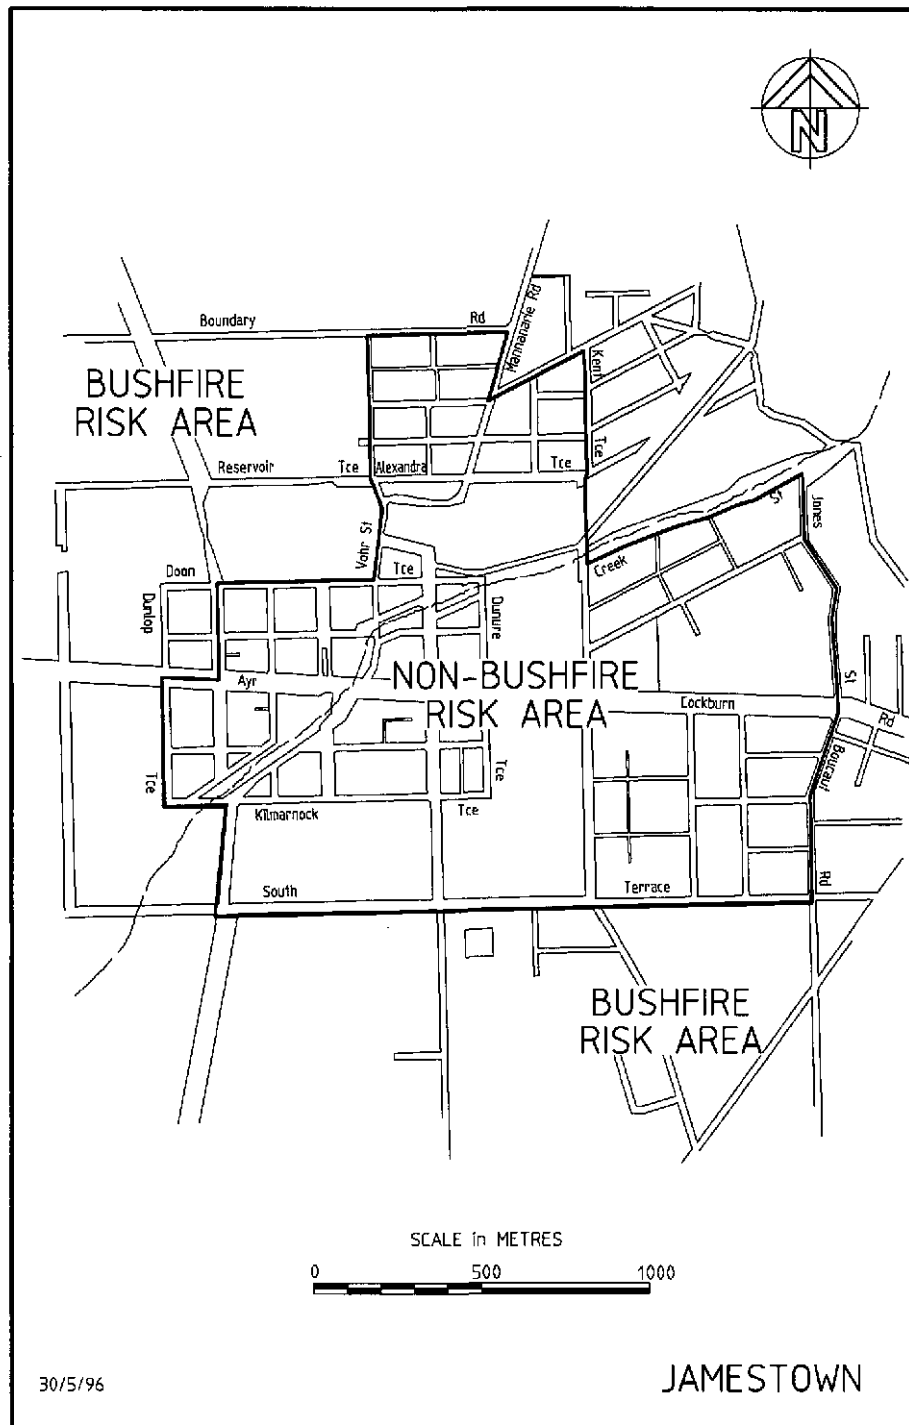 N
Boundary Rd
Mannanarie Rd
Kerr
Tce
BUSHFIRE
RISK AREA
Reservoir Tce
Alexandra Tce
St
Jones
St
Vohr St
Creek
Doon Tce
Dunlop
Tce
Dunure
Tce
NON-BUSHFIRE
RISK AREA
Ayr
Cockburn Rd
Boucaut
Rd
Kilmarnock Tce
South Terrace
BUSHFIRE
RISK AREA
SCALE in METRES
0 500 1000
30/5/96
JAMESTOWN